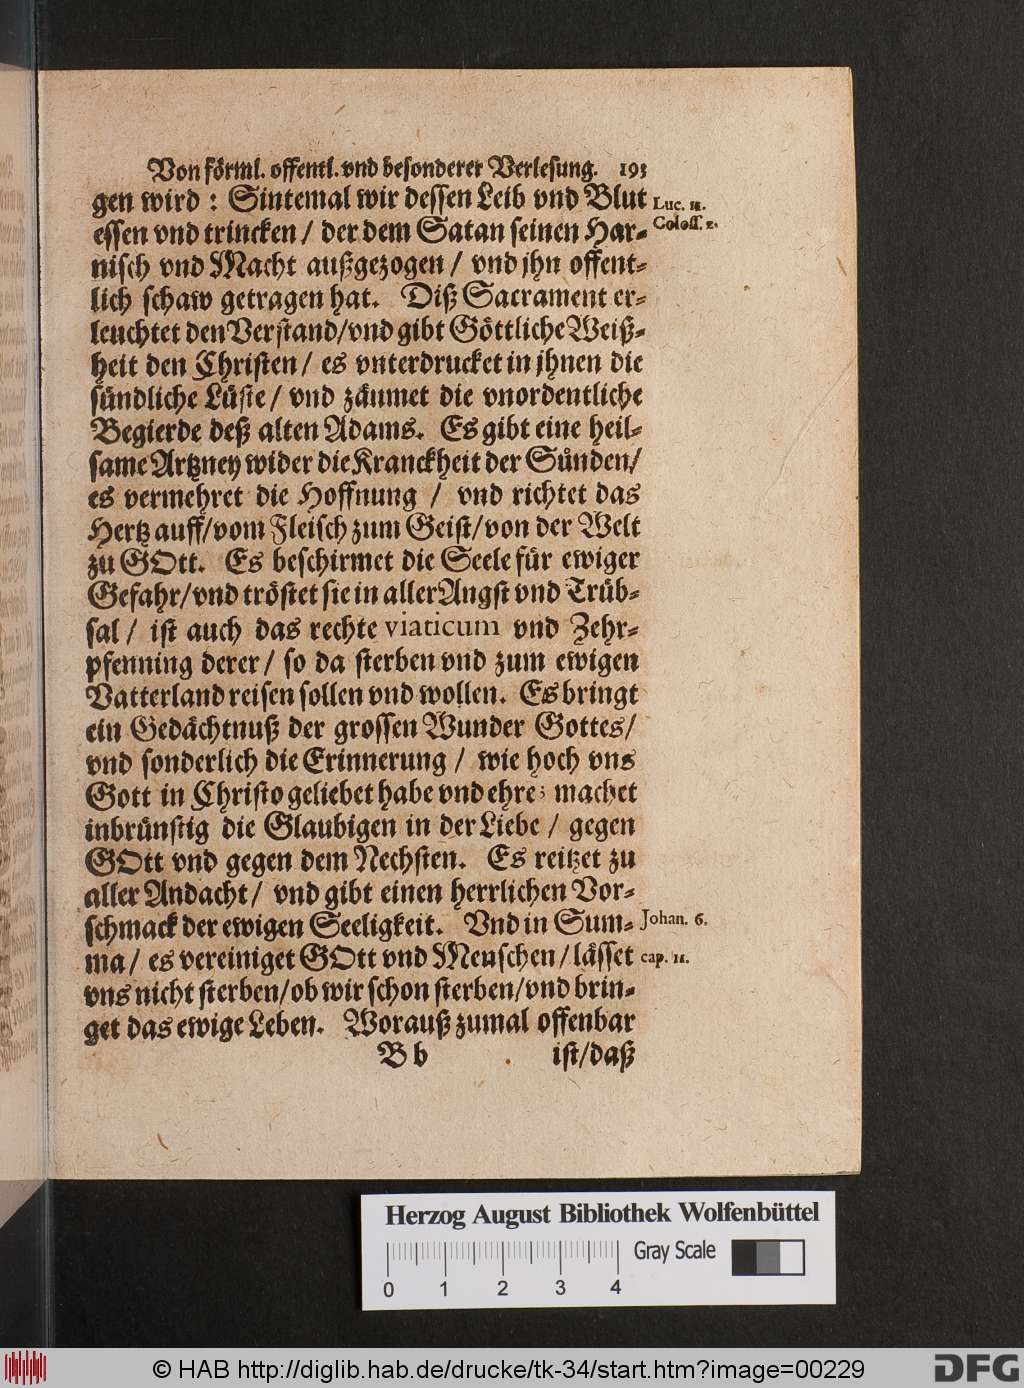 Von förml. offentl. vnd besonderer Verlesung. 193
gen wird : Sintemal wir dessen Leib vnd Blut Luc. 11.
essen vnd trincken / der dem Satan seinen Har- Coloss. 2.
nisch vnd Macht außgezogen / vnd jhn offent-
lich schaw getragen hat. Diß Sacrament er-
leuchtet den Verstand/vnd gibt Göttliche Weiß-
heit den Christen / es vnterdrucket in jhnen die
sündliche Lüste / vnd zäumet die vnordentliche
Begierde deß alten Adams. Es gibt eine heil-
same Artzney wider die Kranckheit der Sünden/
es vermehret die Hoffnung / vnd richtet das
Hertz auff/vom Fleisch zum Geist/von der Welt
zu GOtt. Es beschirmet die Seele für ewiger
Gefahr/vnd tröstet sie in aller Angst vnd Trüb-
sal / ist auch das rechte viaticum vnd Zehr-
pfenning derer / so da sterben vnd zum ewigen
Vatterland reisen sollen vnd wollen. Es bringt
ein Gedächtnuß der grossen Wunder Gottes/
vnd sonderlich die Erinnerung / wie hoch vns
Gott in Christo geliebet habe vnd ehre; machet
inbrünstig die Glaubigen in der Liebe / gegen
GOtt vnd gegen dem Nechsten. Es reitzet zu
aller Andacht / vnd gibt einen herrlichen Vor-
schmack der ewigen Seeligkeit. Vnd in Sum- Johan. 6.
ma / es vereiniget GOtt vnd Menschen / lässet cap. 11.
vns nicht sterben/ob wir schon sterben/vnd brin-
get das ewige Leben. Worauß zumal offenbar
B b ist/daß
Herzog August Bibliothek Wolfenbüttel
Gray Scale
0 1 2 3 4
© HAB http://diglib.hab.de/drucke/tk-34/start.htm?image=00229
DFG